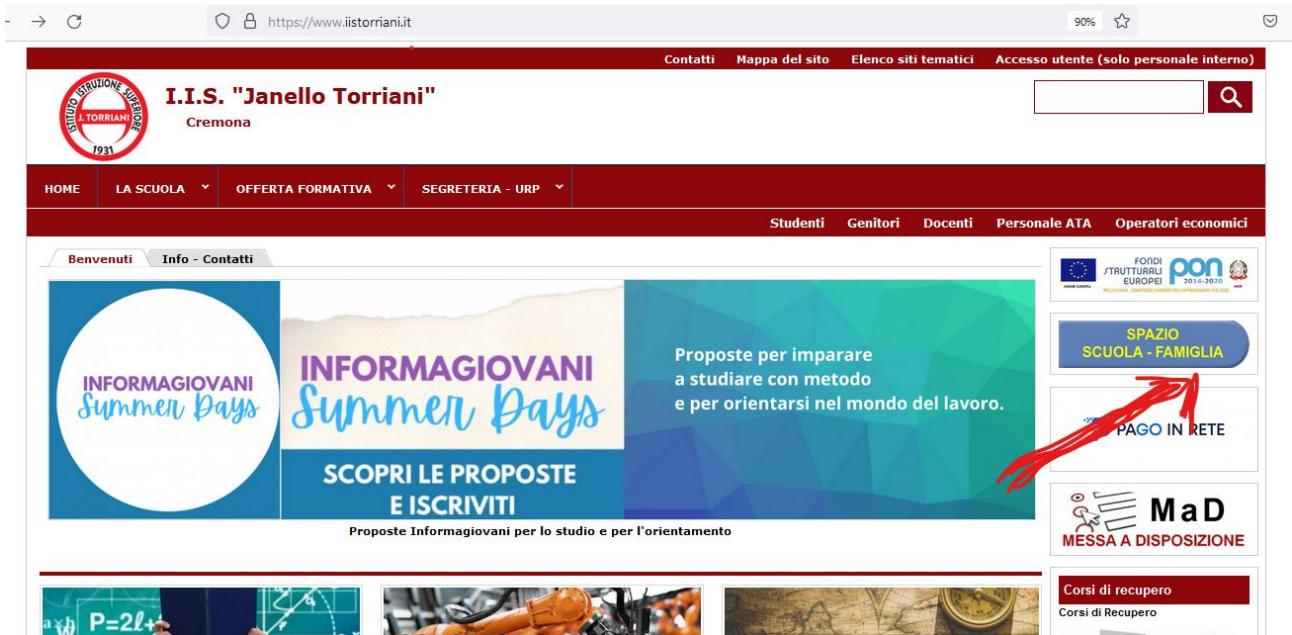 https://www.iistorriani.it
90%
Contatti Mappa del sito Elenco siti tematici Accesso utente (solo personale interno)
ISTITUTO ISTRUZIONE SUPERIORE
J. TORRIANI
1931
I.I.S. "Janello Torriani"
Cremona
HOME LA SCUOLA OFFERTA FORMATIVA SEGRETERIA - URP
Studenti Genitori Docenti Personale ATA Operatori economici
Benvenuti Info - Contatti
INFORMAGIOVANI
Summer Days
INFORMAGIOVANI
Summer Days
SCOPRI LE PROPOSTE
E ISCRIVITI
Proposte per imparare
a studiare con metodo
e per orientarsi nel mondo del lavoro.
Proposte Informagiovani per lo studio e per l'orientamento
FONDI
STRUTTURALI
EUROPEI
pon
2014-2020
SPAZIO
SCUOLA - FAMIGLIA
PAGO IN RETE
MaD
MESSA A DISPOSIZIONE
Corsi di recupero
Corsi di Recupero
axb P=2l+